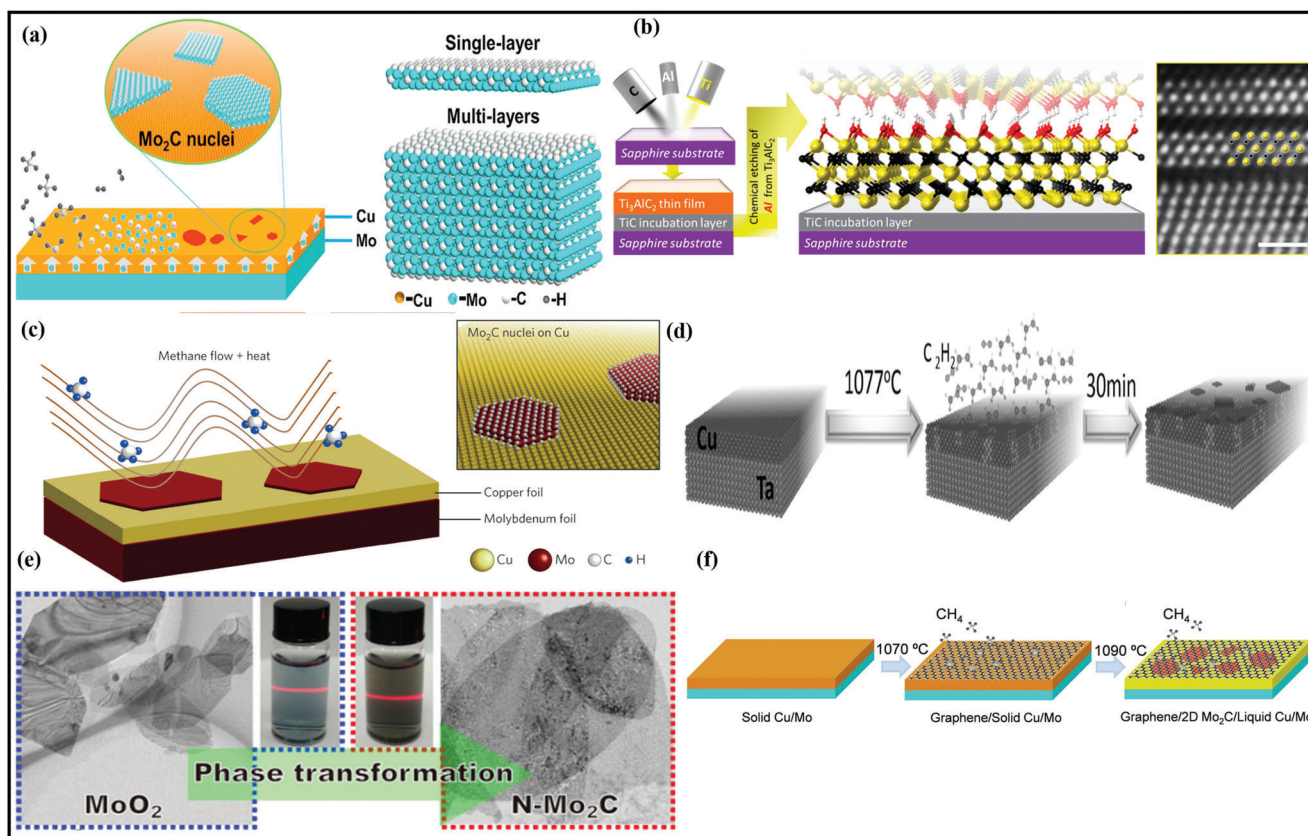 (a)
Mo₂C nuclei
Cu
Mo
Single-layer
Multi-layers
-Cu -Mo -C -H
(b)
C
Al
Ti
Sapphire substrate
Ti₃AlC₂ thin film
TiC incubation layer
Sapphire substrate
Chemical etching of
Al from Ti₃AlC₂
TiC incubation layer
Sapphire substrate
(c)
Methane flow + heat
Mo₂C nuclei on Cu
Copper foil
Molybdenum foil
Cu Mo C H
(d)
Cu
Ta
1077ºC
C₂H₂
30min
(e)
Phase transformation
MoO₂
N-Mo₂C
(f)
CH₄
CH₄
1070 ºC
1090 ºC
Solid Cu/Mo
Graphene/Solid Cu/Mo
Graphene/2D Mo₂C/Liquid Cu/Mo